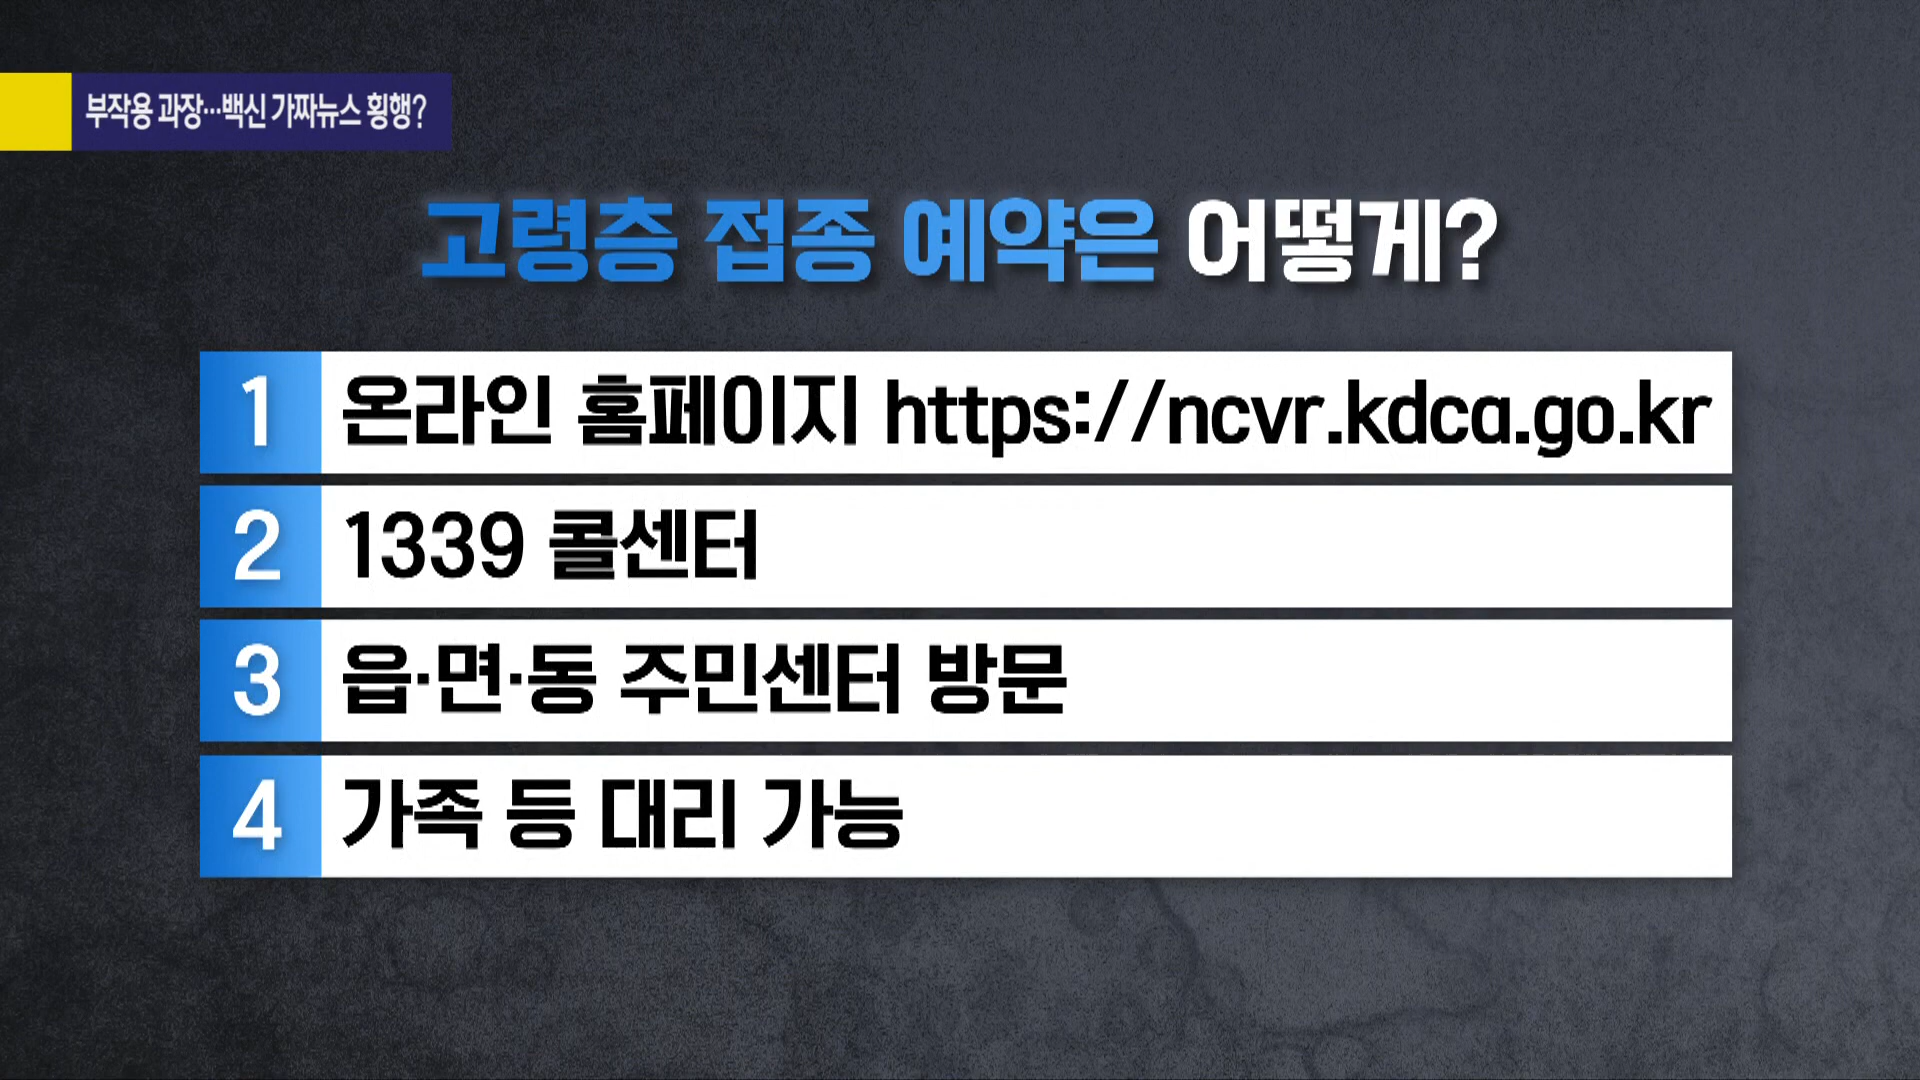 부작용 과장…백신 가짜뉴스 횡행?
고령층 접종 예약은 어떻게?
1 온라인 홈페이지 https://ncvr.kdca.go.kr
2 1339 콜센터
3 읍·면·동 주민센터 방문
4 가족 등 대리 가능